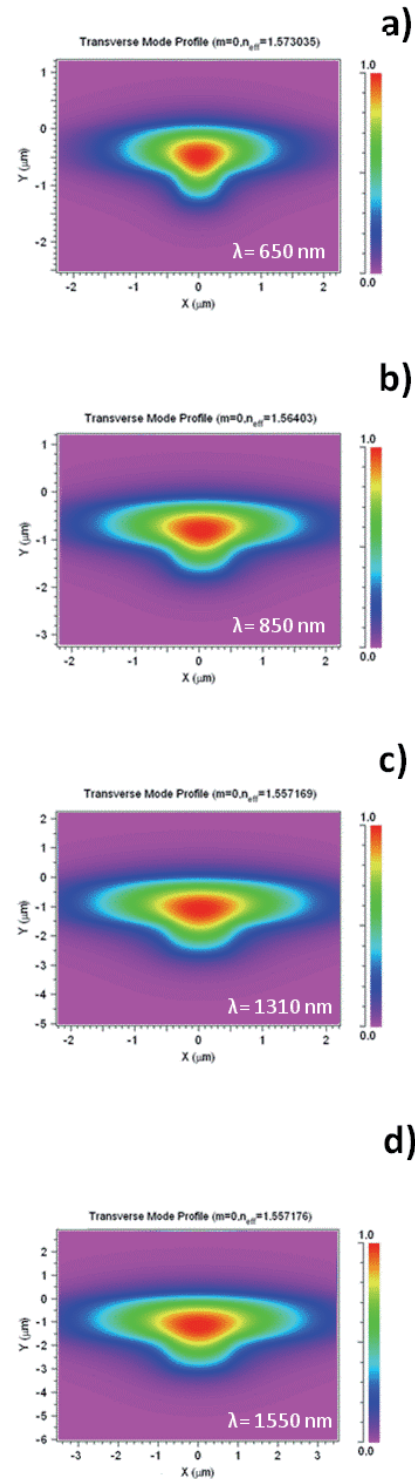 a)
Transverse Mode Profile (m=0,n_eff=1.573035)
1.0
1
0
-1
-2
Y (μm)
λ= 650 nm
0.0
-2 -1 0 1 2
X (μm)
b)
Transverse Mode Profile (m=0,n_eff=1.56403)
1.0
1
0
-1
-2
-3
Y (μm)
λ= 850 nm
0.0
-2 -1 0 1 2
X (μm)
c)
Transverse Mode Profile (m=0,n_eff=1.557169)
1.0
2
1
0
-1
-2
-3
-4
-5
Y (μm)
λ= 1310 nm
0.0
-2 -1 0 1 2
X (μm)
d)
Transverse Mode Profile (m=0,n_eff=1.557176)
1.0
2
1
0
-1
-2
-3
-4
-5
-6
Y (μm)
λ= 1550 nm
0.0
-3 -2 -1 0 1 2 3
X (μm)